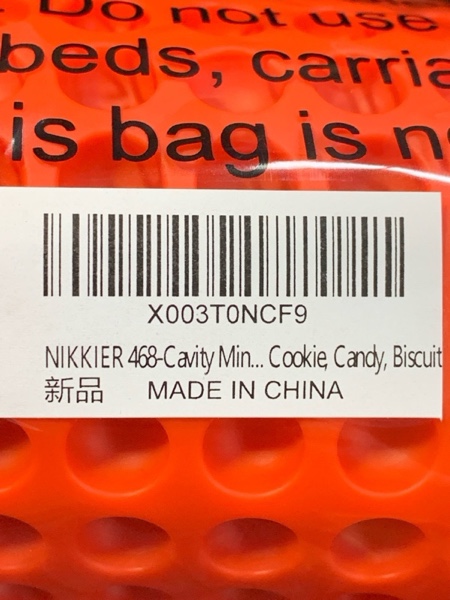 . Do not use
beds, carria
is bag is no
X003T0NCF9
NIKKIER 468-Cavity Min... Cookie, Candy, Biscuit
新品 MADE IN CHINA